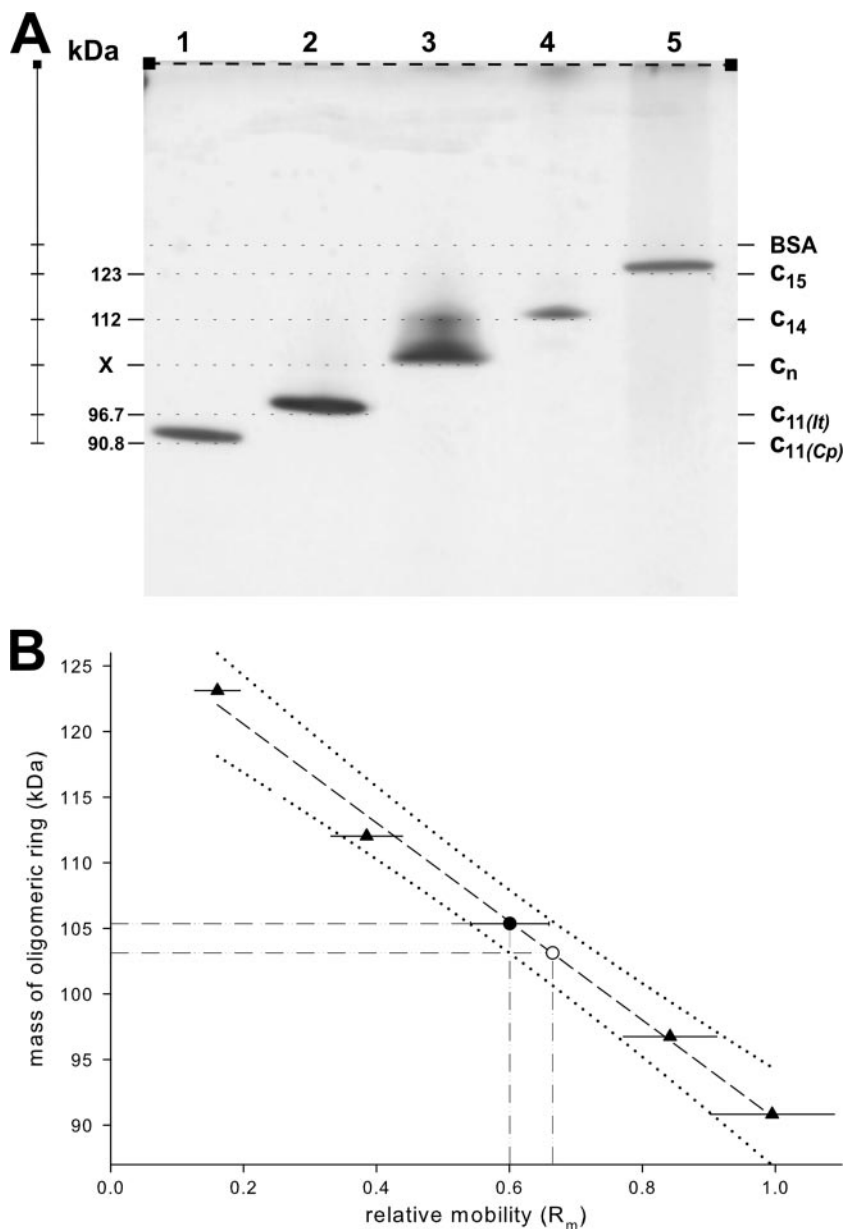 A
kDa
1 2 3 4 5
BSA
123 c15
112 c14
X cn
96.7 c11(It)
90.8 c11(Cp)
B
mass of oligomeric ring (kDa)
125
120
115
110
105
100
95
90
0.0 0.2 0.4 0.6 0.8 1.0
relative mobility (Rm)